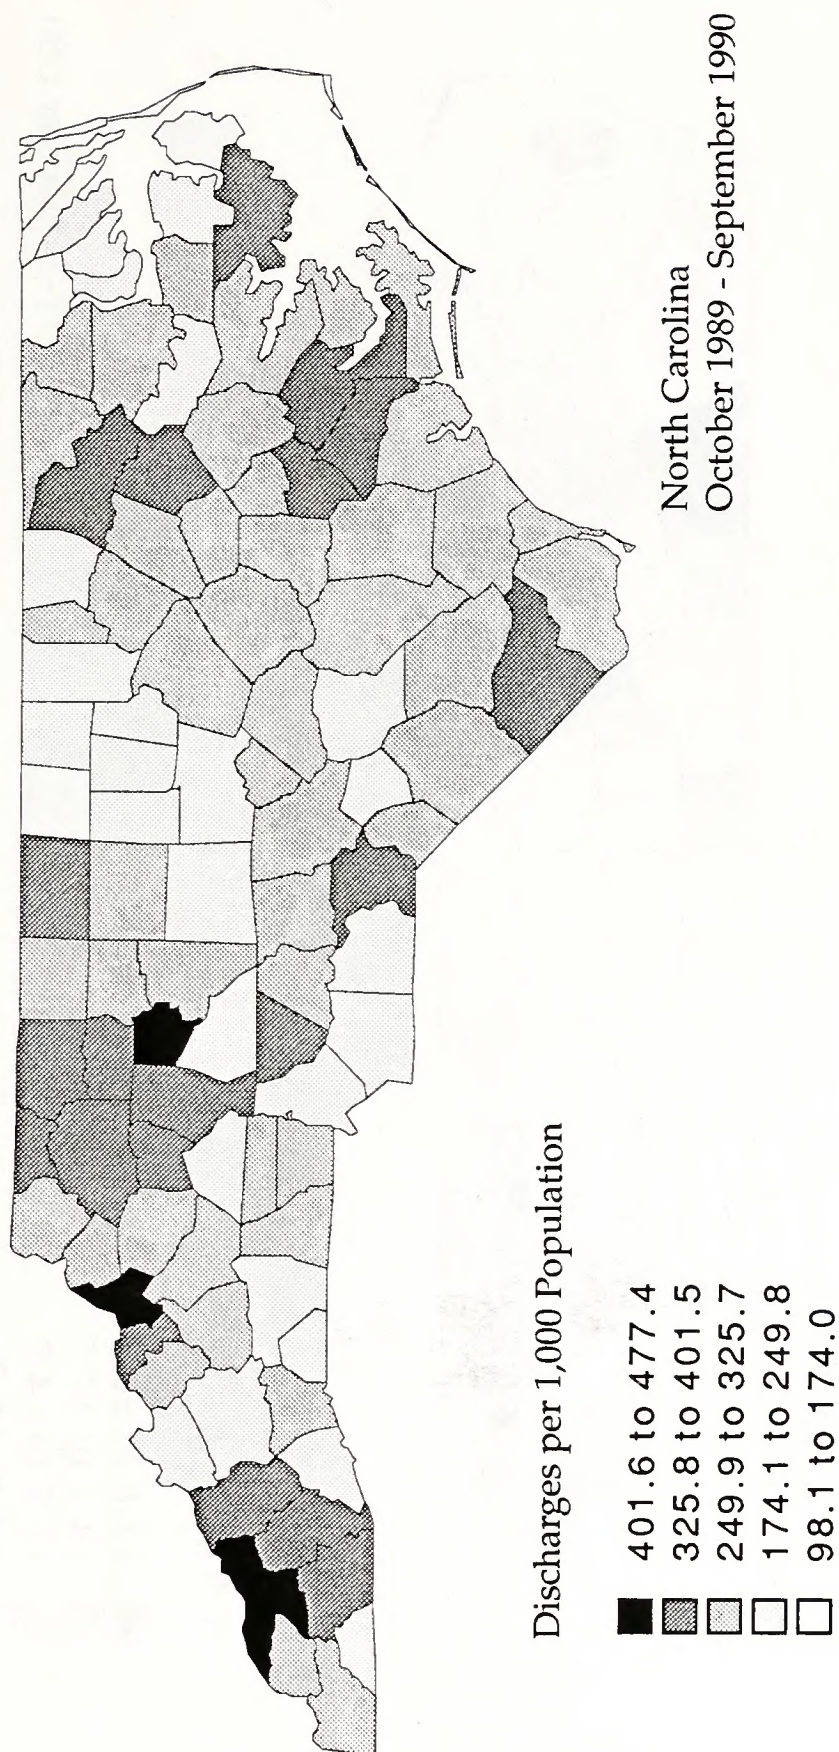 North Carolina
October 1989 - September 1990
Discharges per 1,000 Population
401.6 to 477.4
325.8 to 401.5
249.9 to 325.7
174.1 to 249.8
98.1 to 174.0